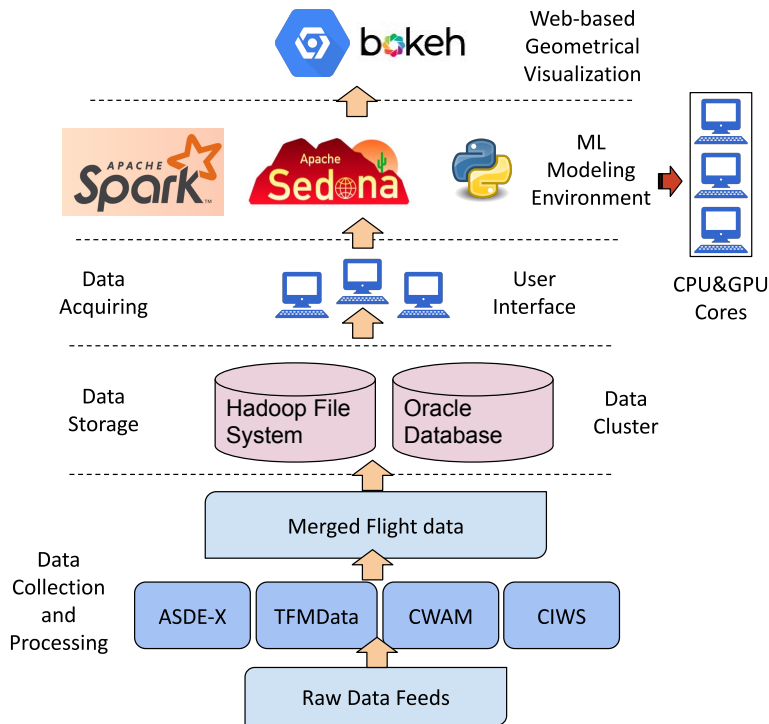 bokeh
Web-based
Geometrical
Visualization
APACHE
Spark
TM
Apache
Sedona
ML
Modeling
Environment
CPU&GPU
Cores
Data
Acquiring
User
Interface
Data
Storage
Hadoop File
System
Oracle
Database
Data
Cluster
Merged Flight data
Data
Collection
and
Processing
ASDE-X
TFMData
CWAM
CIWS
Raw Data Feeds